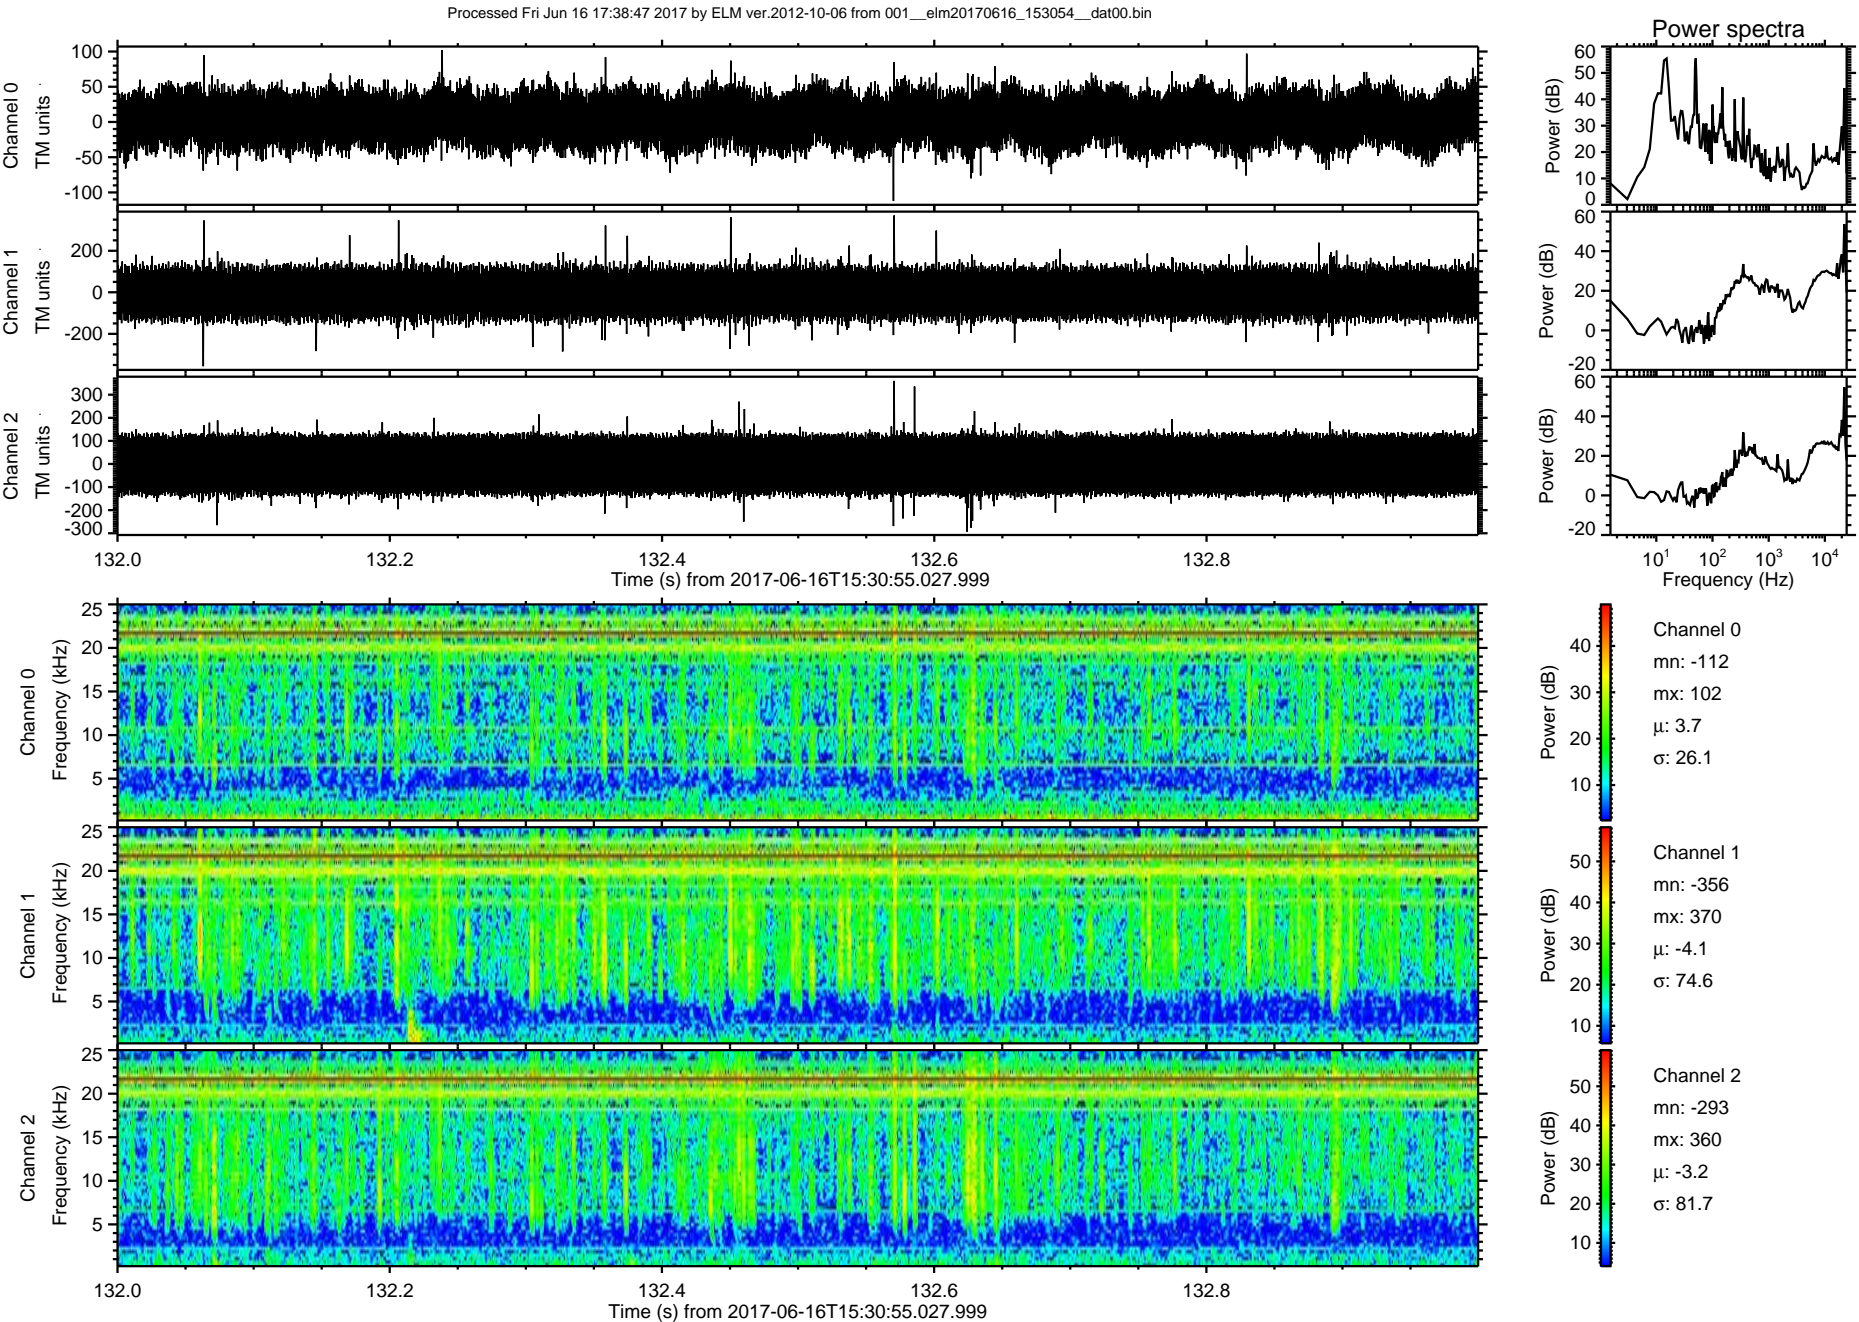 Processed Fri Jun 16 17:38:47 2017 by ELM ver.2012-10-06 from 001__elm20170616_153054__dat00.bin
Power spectra
Channel 0
TM units
100
50
0
-50
-100
Power (dB)
60
50
40
30
20
10
0
Channel 1
TM units
200
0
-200
Power (dB)
60
40
20
0
-20
Channel 2
TM units
300
200
100
0
-100
-200
-300
Power (dB)
60
40
20
0
-20
132.0 132.2 132.4 132.6 132.8
Time (s) from 2017-06-16T15:30:55.027.999
10¹ 10² 10³ 10⁴
Frequency (Hz)
Channel 0
Frequency (kHz)
25
20
15
10
5
Power (dB)
40
30
20
10
Channel 0
mn: -112
mx: 102
μ: 3.7
σ: 26.1
Channel 1
Frequency (kHz)
25
20
15
10
5
Power (dB)
50
40
30
20
10
Channel 1
mn: -356
mx: 370
μ: -4.1
σ: 74.6
Channel 2
Frequency (kHz)
25
20
15
10
5
Power (dB)
50
40
30
20
10
Channel 2
mn: -293
mx: 360
μ: -3.2
σ: 81.7
132.0 132.2 132.4 132.6 132.8
Time (s) from 2017-06-16T15:30:55.027.999